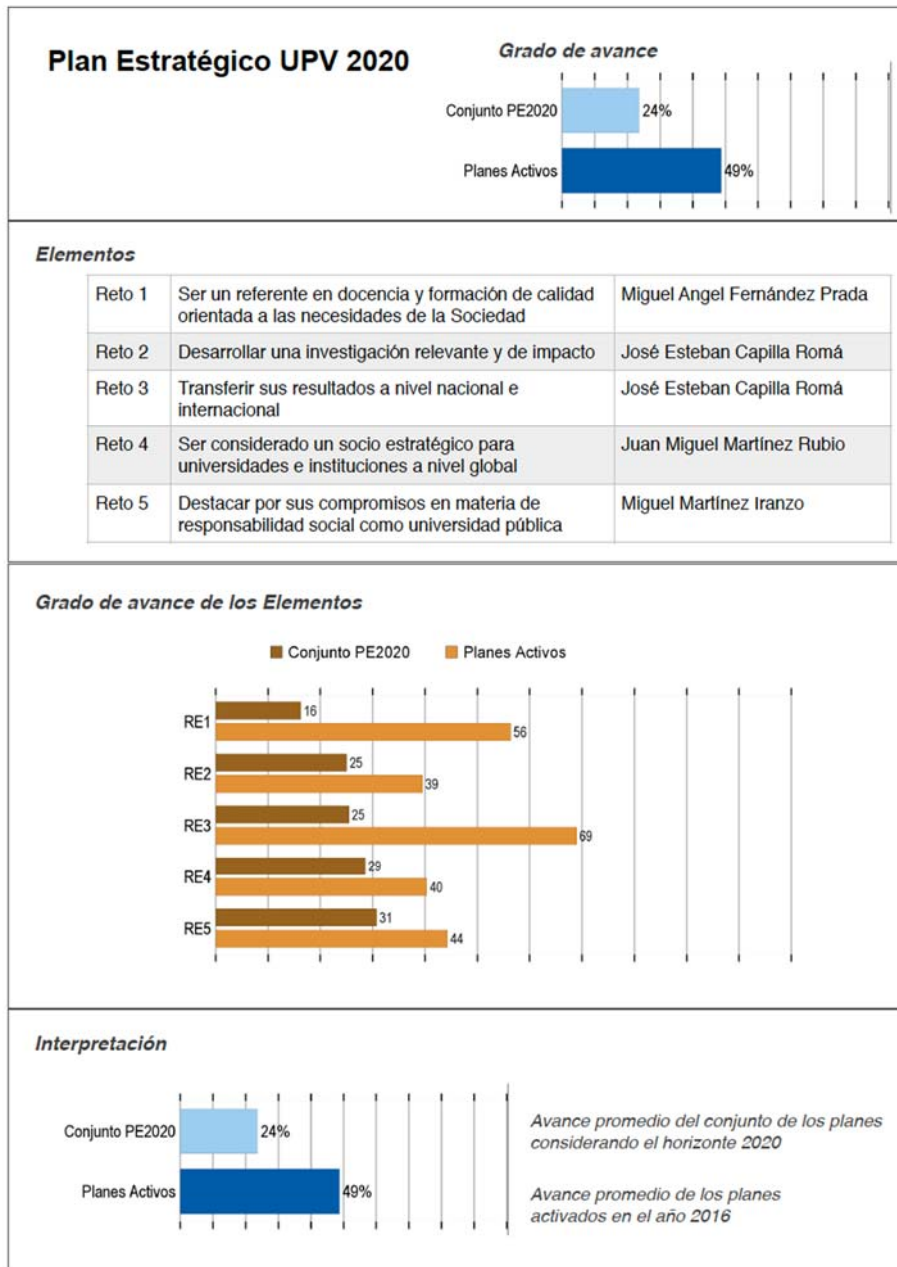 Plan Estratégico UPV 2020
Grado de avance
Conjunto PE2020
24%
Planes Activos
49%
Elementos
Reto 1
Ser un referente en docencia y formación de calidad
orientada a las necesidades de la Sociedad
Miguel Angel Fernández Prada
Reto 2
Desarrollar una investigación relevante y de impacto
José Esteban Capilla Romá
Reto 3
Transferir sus resultados a nivel nacional e
internacional
José Esteban Capilla Romá
Reto 4
Ser considerado un socio estratégico para
universidades e instituciones a nivel global
Juan Miguel Martínez Rubio
Reto 5
Destacar por sus compromisos en materia de
responsabilidad social como universidad pública
Miguel Martínez Iranzo
Grado de avance de los Elementos
Conjunto PE2020
Planes Activos
RE1
16
56
RE2
25
39
RE3
25
69
RE4
29
40
RE5
31
44
Interpretación
Conjunto PE2020
24%
Planes Activos
49%
Avance promedio del conjunto de los planes
considerando el horizonte 2020
Avance promedio de los planes
activados en el año 2016